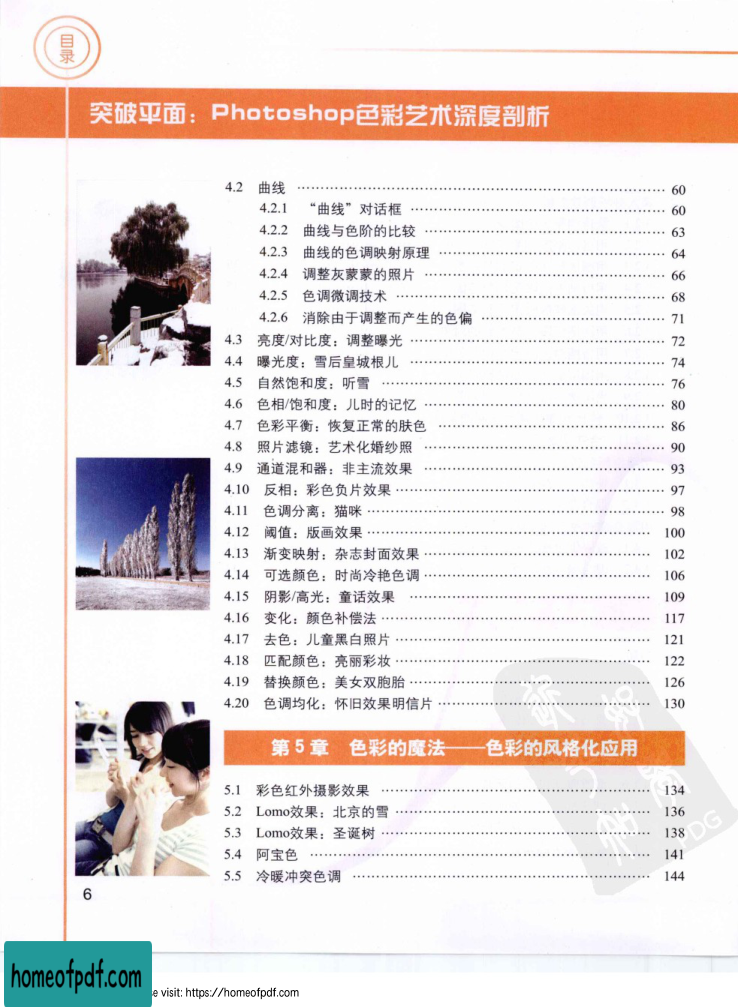 目录
突破平面：Photoshop色彩艺术深度剖析
4.2 曲线 …… 60
4.2.1 “曲线”对话框 …… 60
4.2.2 曲线与色阶的比较 …… 63
4.2.3 曲线的色调映射原理 …… 64
4.2.4 调整灰蒙蒙的照片 …… 66
4.2.5 色调微调技术 …… 68
4.2.6 消除由于调整而产生的色偏 …… 71
4.3 亮度/对比度：调整曝光 …… 72
4.4 曝光度：雪后皇城根儿 …… 74
4.5 自然饱和度：听雪 …… 76
4.6 色相/饱和度：儿时的记忆 …… 80
4.7 色彩平衡：恢复正常的肤色 …… 86
4.8 照片滤镜：艺术化婚纱照 …… 90
4.9 通道混和器：非主流效果 …… 93
4.10 反相：彩色负片效果 …… 97
4.11 色调分离：猫咪 …… 98
4.12 阈值：版画效果 …… 100
4.13 渐变映射：杂志封面效果 …… 102
4.14 可选颜色：时尚冷艳色调 …… 106
4.15 阴影/高光：童话效果 …… 109
4.16 变化：颜色补偿法 …… 117
4.17 去色：儿童黑白照片 …… 121
4.18 匹配颜色：亮丽彩妆 …… 122
4.19 替换颜色：美女双胞胎 …… 126
4.20 色调均化：怀旧效果明信片 …… 130
第5章 色彩的魔法——色彩的风格化应用
5.1 彩色红外摄影效果 …… 134
5.2 Lomo效果：北京的雪 …… 136
5.3 Lomo效果：圣诞树 …… 138
5.4 阿宝色 …… 141
5.5 冷暖冲突色调 …… 144
PDG
6
homeofpdf.com
se visit: https://homeofpdf.com